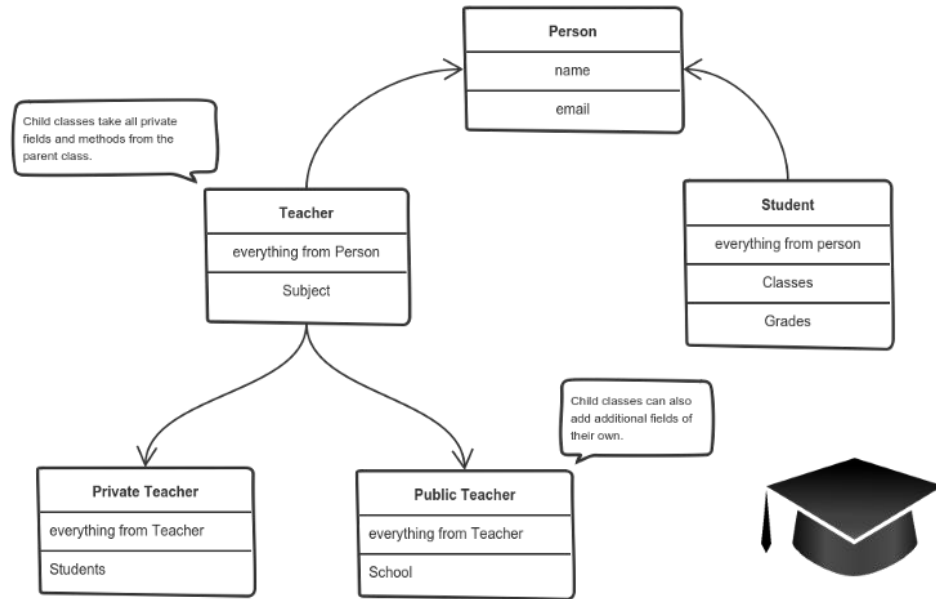 Person
name
email
Child classes take all private
fields and methods from the
parent class.
Teacher
everything from Person
Subject
Student
everything from person
Classes
Grades
Child classes can also
add additional fields of
their own.
Private Teacher
everything from Teacher
Students
Public Teacher
everything from Teacher
School